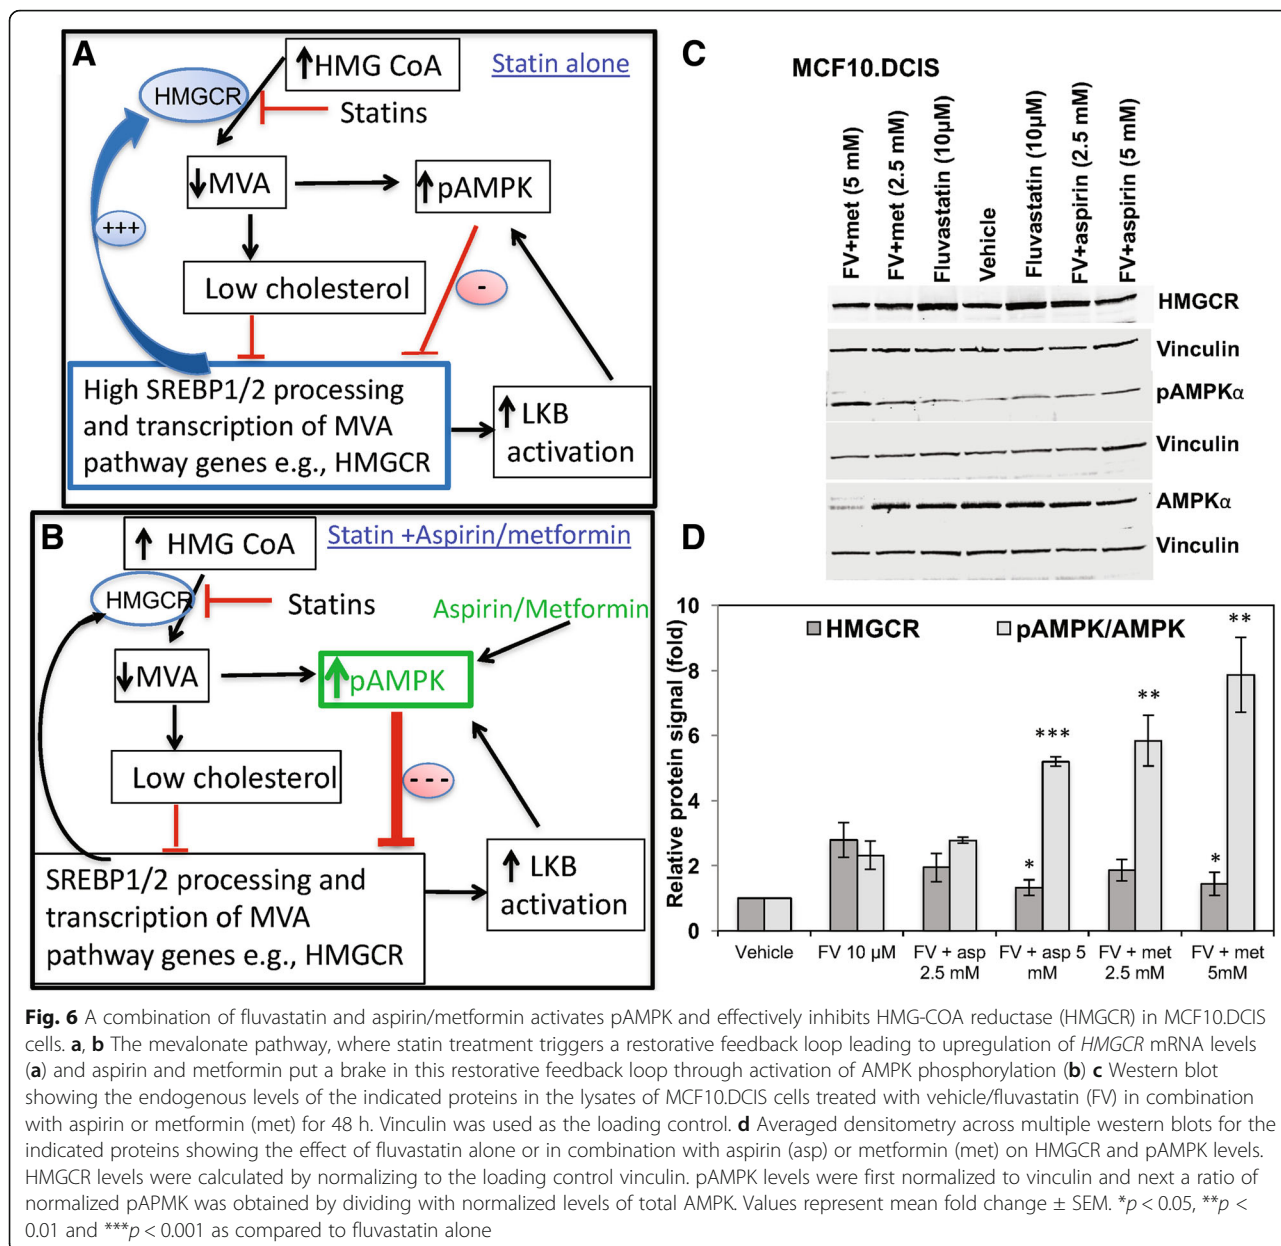 A
Statin alone
HMG CoA
HMGCR
Statins
MVA
pAMPK
+++
Low cholesterol
-
High SREBP1/2 processing
and transcription of MVA
pathway genes e.g., HMGCR
LKB
activation
B
Statin +Aspirin/metformin
HMG CoA
HMGCR
Statins
Aspirin/Metformin
MVA
pAMPK
Low cholesterol
---
SREBP1/2 processing and
transcription of MVA
pathway genes e.g., HMGCR
LKB
activation
C
MCF10.DCIS
FV+met (5 mM)
FV+met (2.5 mM)
Fluvastatin (10µM)
Vehicle
Fluvastatin (10µM)
FV+aspirin (2.5 mM)
FV+aspirin (5 mM)
HMGCR
Vinculin
pAMPKα
Vinculin
AMPKα
Vinculin
D
Relative protein signal (fold)
10
8
6
4
2
0
HMGCR
pAMPK/AMPK
*
***
**
*
**
Vehicle
FV 10 µM
FV + asp
2.5 mM
FV + asp 5
mM
FV + met
2.5 mM
FV + met
5mM
Fig. 6 A combination of fluvastatin and aspirin/metformin activates pAMPK and effectively inhibits HMG-COA reductase (HMGCR) in MCF10.DCIS
cells. a, b The mevalonate pathway, where statin treatment triggers a restorative feedback loop leading to upregulation of HMGCR mRNA levels
(a) and aspirin and metformin put a brake in this restorative feedback loop through activation of AMPK phosphorylation (b) c Western blot
showing the endogenous levels of the indicated proteins in the lysates of MCF10.DCIS cells treated with vehicle/fluvastatin (FV) in combination
with aspirin or metformin (met) for 48 h. Vinculin was used as the loading control. d Averaged densitometry across multiple western blots for the
indicated proteins showing the effect of fluvastatin alone or in combination with aspirin (asp) or metformin (met) on HMGCR and pAMPK levels.
HMGCR levels were calculated by normalizing to the loading control vinculin. pAMPK levels were first normalized to vinculin and next a ratio of
normalized pAPMK was obtained by dividing with normalized levels of total AMPK. Values represent mean fold change ± SEM. *p < 0.05, **p <
0.01 and ***p < 0.001 as compared to fluvastatin alone